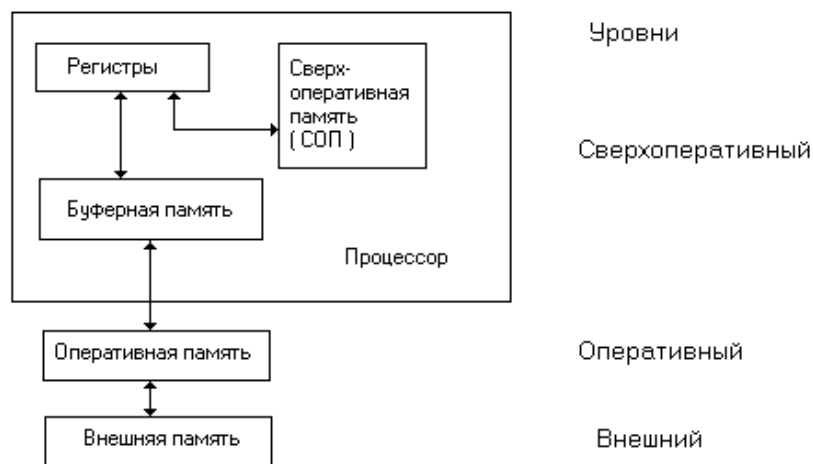 Уровни
Регистры
Сверх-
оперативная
память
( СОП )
Сверхоперативный
Буферная память
Процессор
Оперативная память
Оперативный
Внешняя память
Внешний